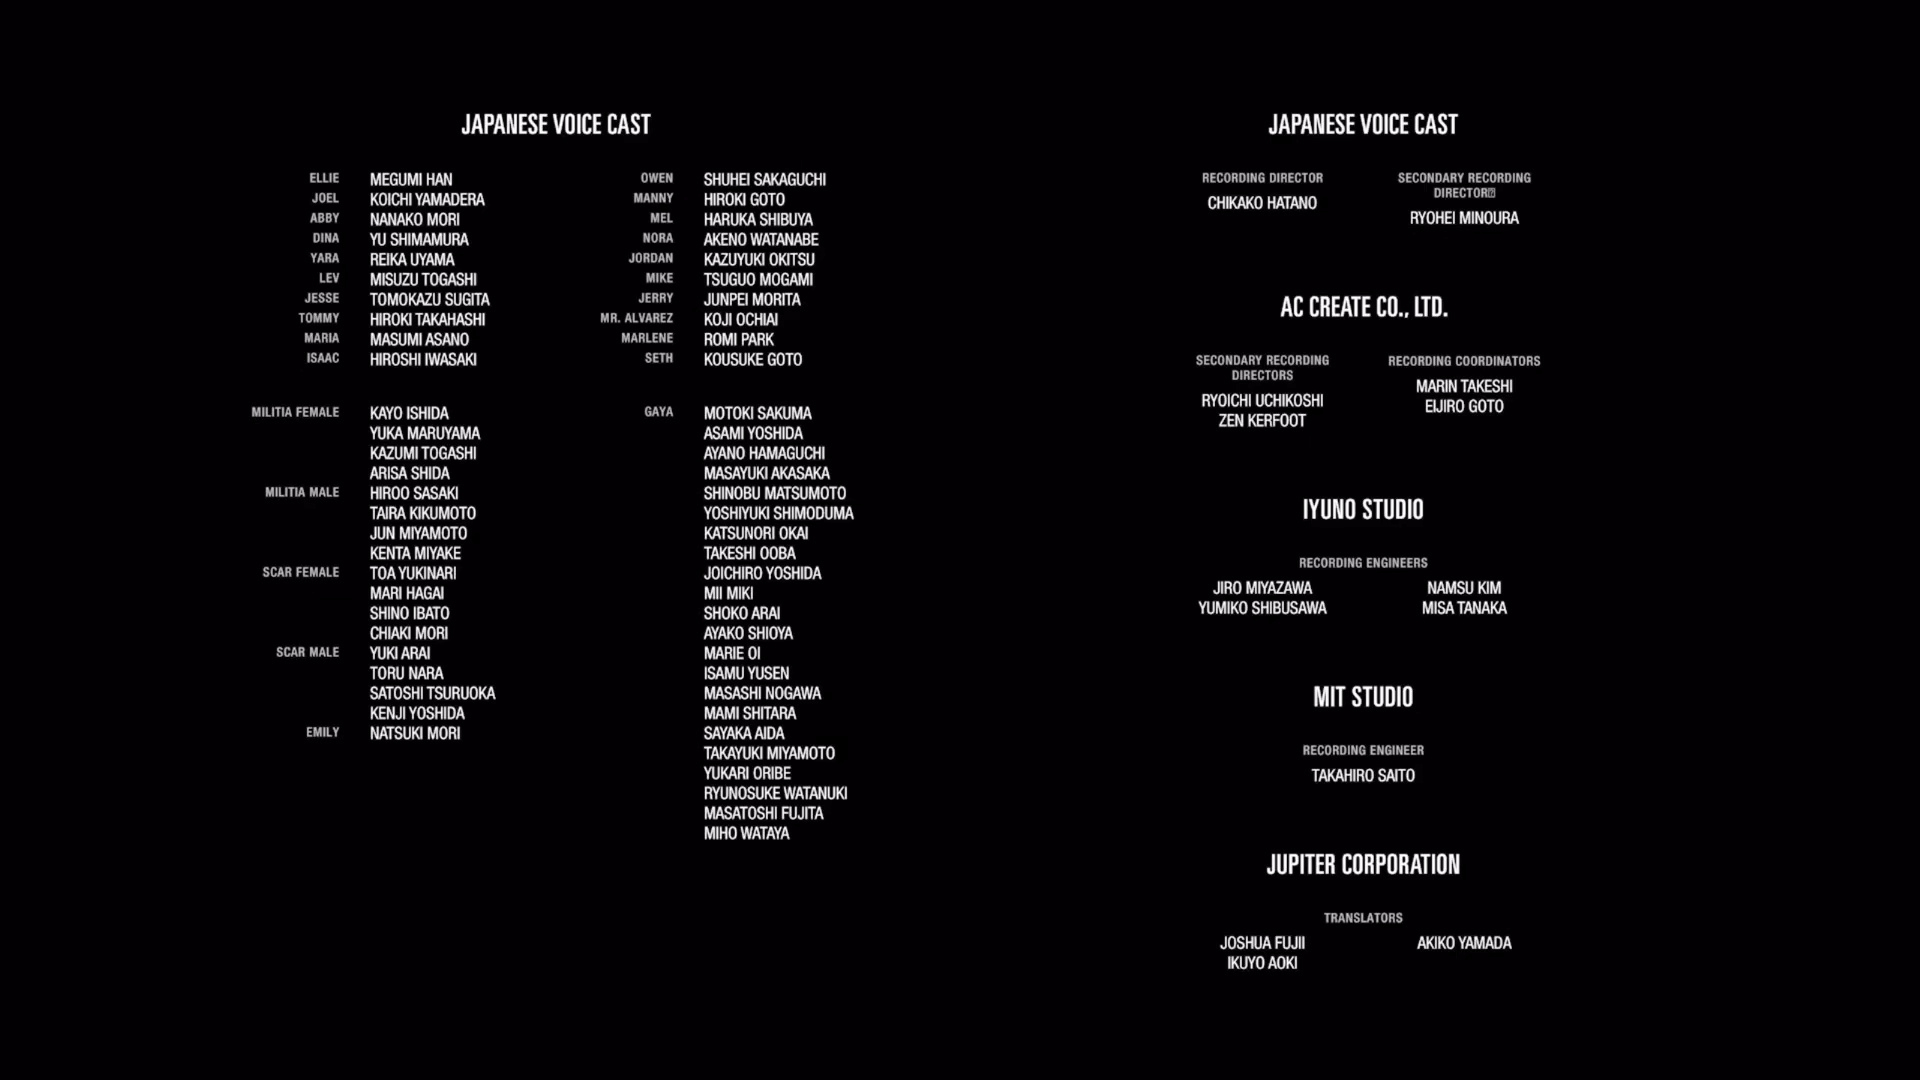 JAPANESE VOICE CAST
ELLIE MEGUMI HAN
JOEL KOICHI YAMADERA
ABBY NANAKO MORI
DINA YU SHIMAMURA
YARA REIKA UYAMA
LEV MISUZU TOGASHI
JESSE TOMOKAZU SUGITA
TOMMY HIROKI TAKAHASHI
MARIA MASUMI ASANO
ISAAC HIROSHI IWASAKI
OWEN SHUHEI SAKAGUCHI
MANNY HIROKI GOTO
MEL HARUKA SHIBUYA
NORA AKENO WATANABE
JORDAN KAZUYUKI OKITSU
MIKE TSUGUO MOGAMI
JERRY JUNPEI MORITA
MR. ALVAREZ KOJI OCHIAI
MARLENE ROMI PARK
SETH KOUSUKE GOTO
MILITIA FEMALE KAYO ISHIDA
YUKA MARUYAMA
KAZUMI TOGASHI
ARISA SHIDA
MILITIA MALE HIROO SASAKI
TAIRA KIKUMOTO
JUN MIYAMOTO
KENTA MIYAKE
SCAR FEMALE TOA YUKINARI
MARI HAGAI
SHINO IBATO
CHIAKI MORI
SCAR MALE YUKI ARAI
TORU NARA
SATOSHI TSURUOKA
KENJI YOSHIDA
EMILY NATSUKI MORI
GAYA MOTOKI SAKUMA
ASAMI YOSHIDA
AYANO HAMAGUCHI
MASAYUKI AKASAKA
SHINOBU MATSUMOTO
YOSHIYUKI SHIMODUMA
KATSUNORI OKAI
TAKESHI OOBA
JOICHIRO YOSHIDA
MII MIKI
SHOKO ARAI
AYAKO SHIOYA
MARIE OI
ISAMU YUSEN
MASASHI NOGAWA
MAMI SHITARA
SAYAKA AIDA
TAKAYUKI MIYAMOTO
YUKARI ORIBE
RYUNOSUKE WATANUKI
MASATOSHI FUJITA
MIHO WATAYA
JAPANESE VOICE CAST
RECORDING DIRECTOR
CHIKAKO HATANO
SECONDARY RECORDING
DIRECTOR
RYOHEI MINOURA
AC CREATE CO., LTD.
SECONDARY RECORDING
DIRECTORS
RYOICHI UCHIKOSHI
ZEN KERFOOT
RECORDING COORDINATORS
MARIN TAKESHI
EIJIRO GOTO
IYUNO STUDIO
RECORDING ENGINEERS
JIRO MIYAZAWA NAMSU KIM
YUMIKO SHIBUSAWA MISA TANAKA
MIT STUDIO
RECORDING ENGINEER
TAKAHIRO SAITO
JUPITER CORPORATION
TRANSLATORS
JOSHUA FUJII AKIKO YAMADA
IKUYO AOKI